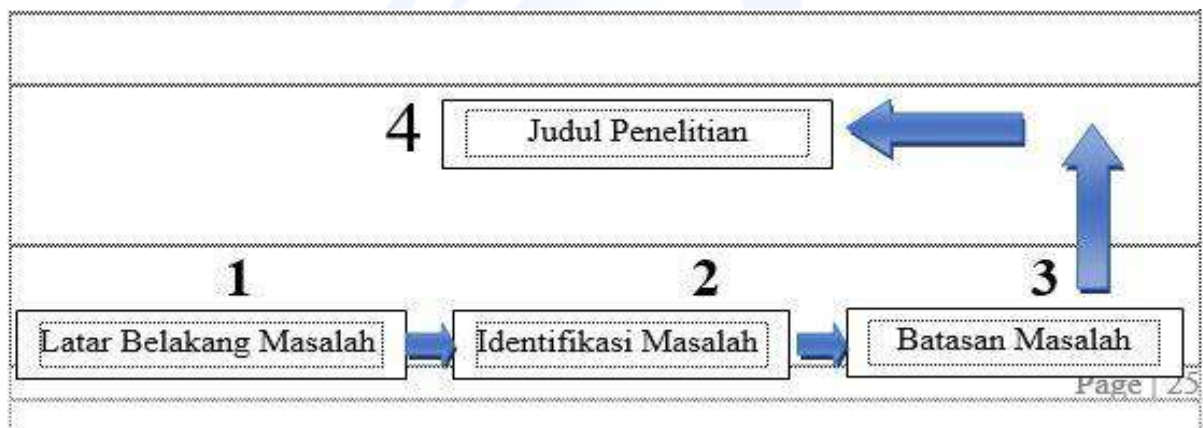 4
Judul Penelitian
1
2
3
Latar Belakang Masalah
Identifikasi Masalah
Batasan Masalah
Page | 25